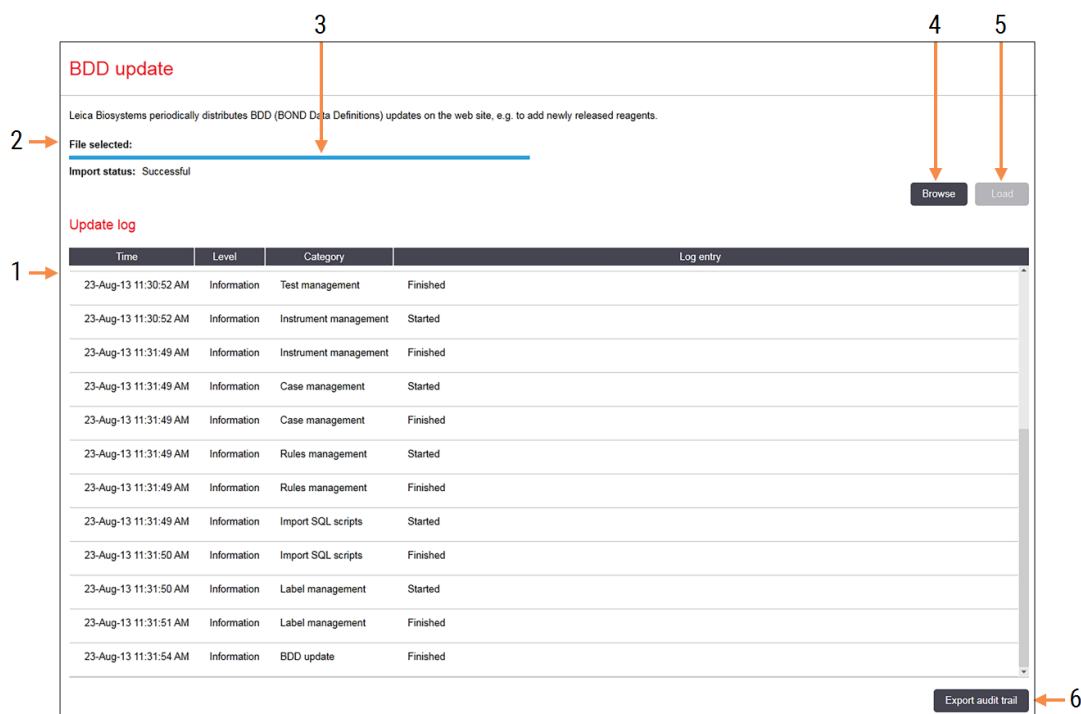 3 4 5
BDD update
Leica Biosystems periodically distributes BDD (BOND Data Definitions) updates on the web site, e.g. to add newly released reagents.
2 File selected:
Import status: Successful
Browse Load
Update log
Time Level Category Log entry
1
23-Aug-13 11:30:52 AM Information Test management Finished
23-Aug-13 11:30:52 AM Information Instrument management Started
23-Aug-13 11:31:49 AM Information Instrument management Finished
23-Aug-13 11:31:49 AM Information Case management Started
23-Aug-13 11:31:49 AM Information Case management Finished
23-Aug-13 11:31:49 AM Information Rules management Started
23-Aug-13 11:31:49 AM Information Rules management Finished
23-Aug-13 11:31:49 AM Information Import SQL scripts Started
23-Aug-13 11:31:50 AM Information Import SQL scripts Finished
23-Aug-13 11:31:50 AM Information Label management Started
23-Aug-13 11:31:51 AM Information Label management Finished
23-Aug-13 11:31:54 AM Information BDD update Finished
Export audit trail 6